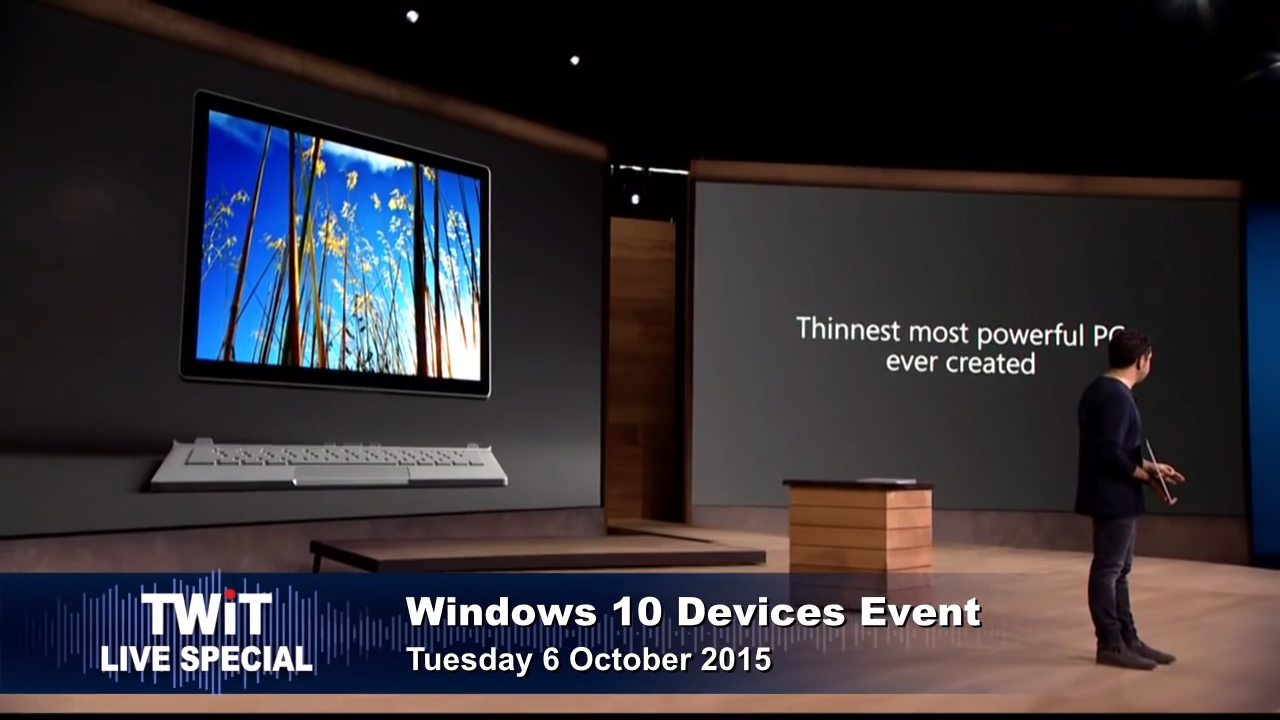 Thinnest most powerful PC
ever created
TWiT
LIVE SPECIAL
Windows 10 Devices Event
Tuesday 6 October 2015